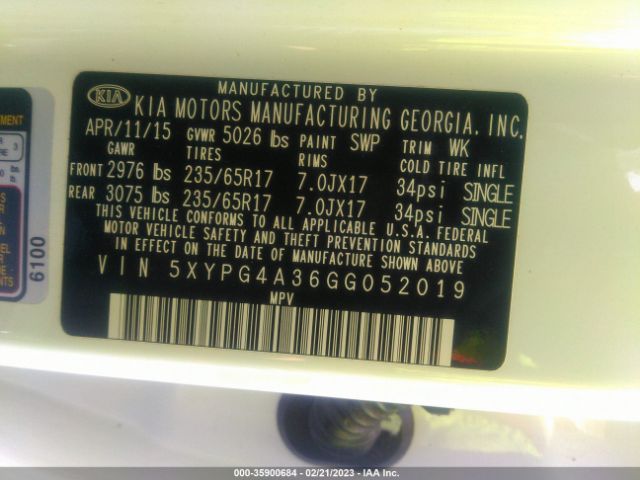 MANUFACTURED BY
KIA KIA MOTORS MANUFACTURING GEORGIA, INC.
APR/11/15 GVWR 5026 lbs PAINT SWP TRIM WK
GAWR TIRES RIMS COLD TIRE INFL
FRONT 2976 lbs 235/65R17 7.0JX17 34psi SINGLE
REAR 3075 lbs 235/65R17 7.0JX17 34psi SINGLE
THIS VEHICLE CONFORMS TO ALL APPLICABLE U.S.A. FEDERAL
MOTOR VEHICLE SAFETY AND THEFT PREVENTION STANDARDS
IN EFFECT ON THE DATE OF MANUFACTURE SHOWN ABOVE.
VIN 5XYPG4A36GG052019
MPV
6100
000-35900684 - 02/21/2023 - IAA Inc.